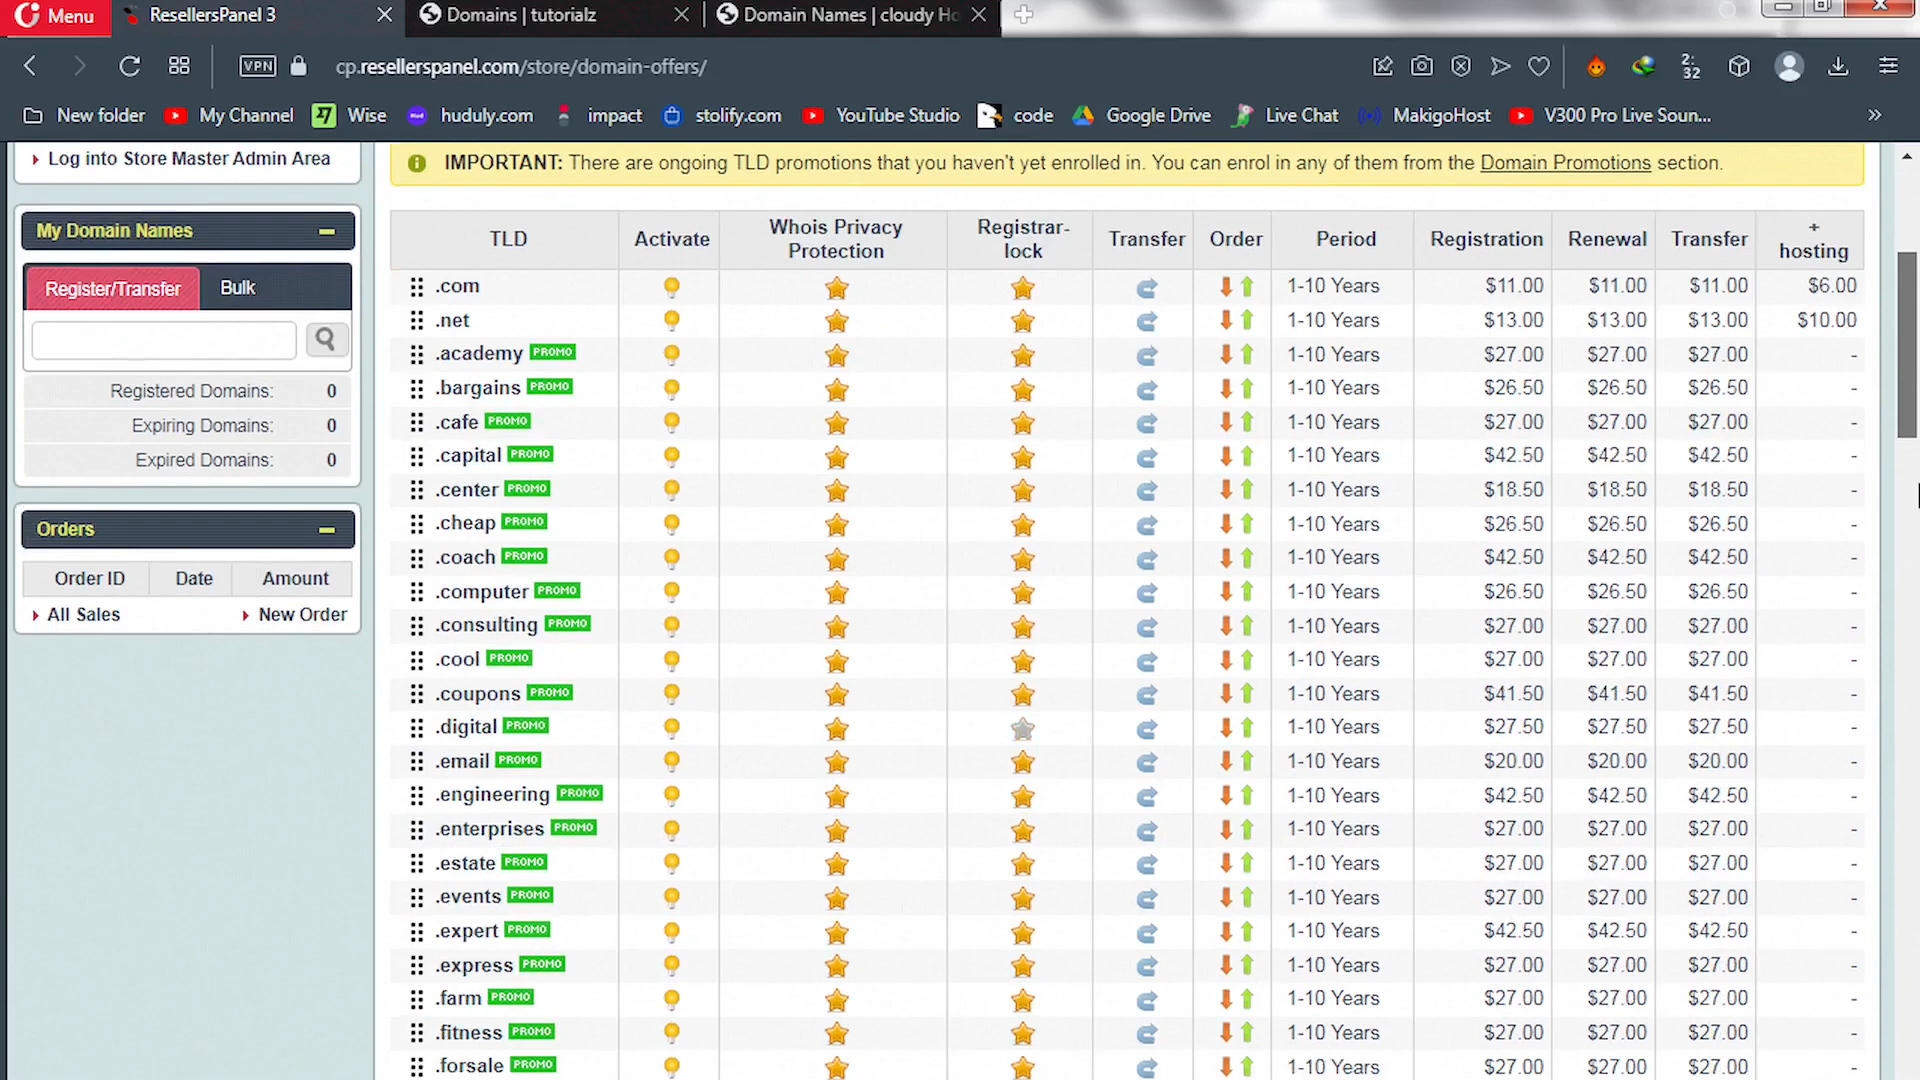 Menu
ResellersPanel 3
Domains | tutorialz
Domain Names | cloudy Ho
VPN
cp.resellerspanel.com/store/domain-offers/
2:
32
New folder
My Channel
Wise
huduly.com
impact
stolify.com
YouTube Studio
code
Google Drive
Live Chat
MakigoHost
V300 Pro Live Soun...
Log into Store Master Admin Area
IMPORTANT: There are ongoing TLD promotions that you haven't yet enrolled in. You can enrol in any of them from the Domain Promotions section.
My Domain Names
Register/Transfer Bulk
Registered Domains: 0
Expiring Domains: 0
Expired Domains: 0
Orders
Order ID Date Amount
All Sales New Order
TLD Activate Whois Privacy Protection Registrar-lock Transfer Order Period Registration Renewal Transfer + hosting
.com 1-10 Years $11.00 $11.00 $11.00 $6.00
.net 1-10 Years $13.00 $13.00 $13.00 $10.00
.academy PROMO 1-10 Years $27.00 $27.00 $27.00 -
.bargains PROMO 1-10 Years $26.50 $26.50 $26.50 -
.cafe PROMO 1-10 Years $27.00 $27.00 $27.00 -
.capital PROMO 1-10 Years $42.50 $42.50 $42.50 -
.center PROMO 1-10 Years $18.50 $18.50 $18.50 -
.cheap PROMO 1-10 Years $26.50 $26.50 $26.50 -
.coach PROMO 1-10 Years $42.50 $42.50 $42.50 -
.computer PROMO 1-10 Years $26.50 $26.50 $26.50 -
.consulting PROMO 1-10 Years $27.00 $27.00 $27.00 -
.cool PROMO 1-10 Years $27.00 $27.00 $27.00 -
.coupons PROMO 1-10 Years $41.50 $41.50 $41.50 -
.digital PROMO 1-10 Years $27.50 $27.50 $27.50 -
.email PROMO 1-10 Years $20.00 $20.00 $20.00 -
.engineering PROMO 1-10 Years $42.50 $42.50 $42.50 -
.enterprises PROMO 1-10 Years $27.00 $27.00 $27.00 -
.estate PROMO 1-10 Years $27.00 $27.00 $27.00 -
.events PROMO 1-10 Years $27.00 $27.00 $27.00 -
.expert PROMO 1-10 Years $42.50 $42.50 $42.50 -
.express PROMO 1-10 Years $27.00 $27.00 $27.00 -
.farm PROMO 1-10 Years $27.00 $27.00 $27.00 -
.fitness PROMO 1-10 Years $27.00 $27.00 $27.00 -
.forsale PROMO 1-10 Years $27.00 $27.00 $27.00 -